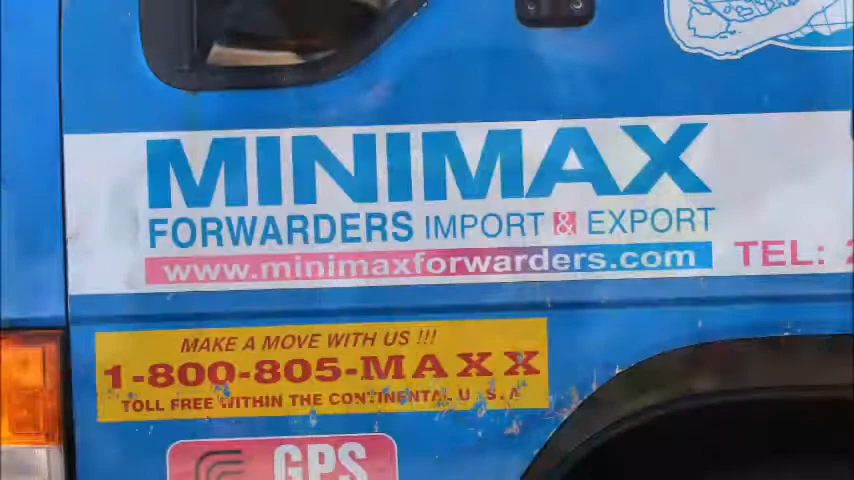 MINIMAX
FORWARDERS IMPORT & EXPORT
www.minimaxforwarders.com
TEL:
MAKE A MOVE WITH US !!!
1-800-805-MAXX
TOLL FREE WITHIN THE CONTINENTAL U.S.A
GPS